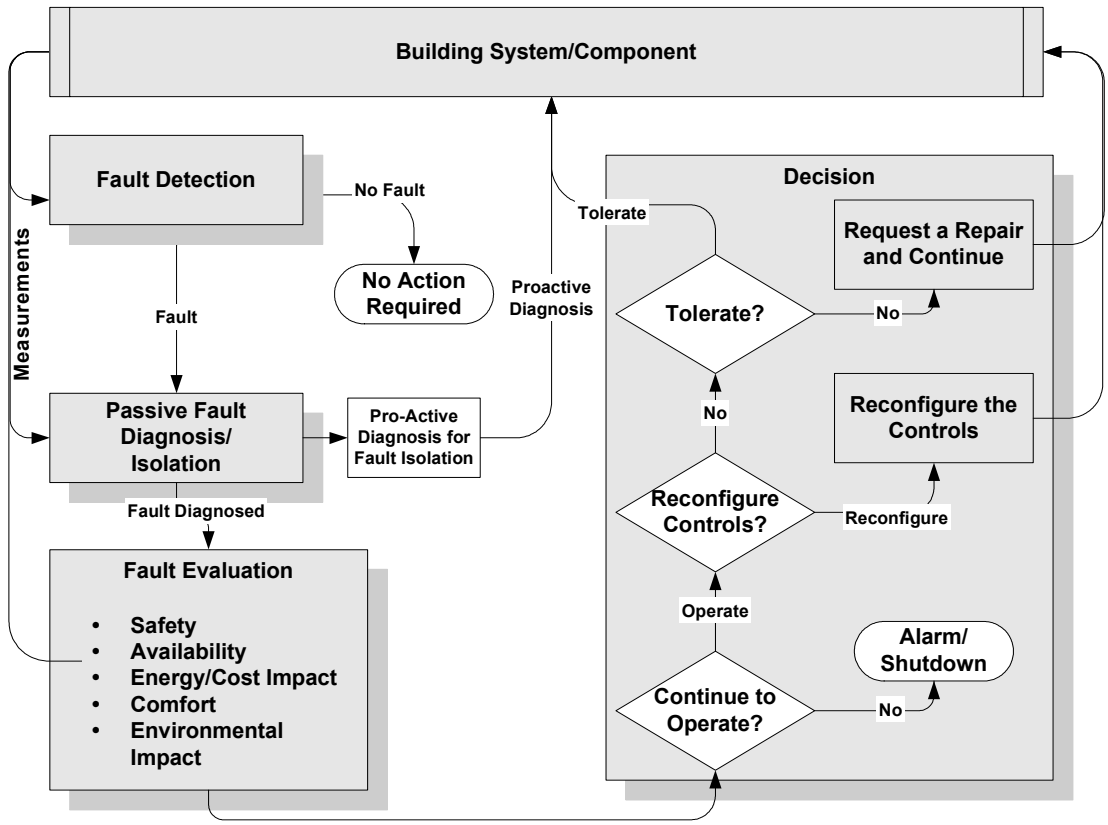 Building System/Component
Fault Detection
No Fault
No Action
Required
Measurements
Fault
Proactive
Diagnosis
Passive Fault
Diagnosis/
Isolation
Pro-Active
Diagnosis for
Fault Isolation
Fault Diagnosed
Fault Evaluation
• Safety
• Availability
• Energy/Cost Impact
• Comfort
• Environmental
Impact
Decision
Tolerate
Request a Repair
and Continue
Tolerate?
No
No
Reconfigure the
Controls
Reconfigure
Controls?
Reconfigure
Operate
Alarm/
Shutdown
Continue to
Operate?
No